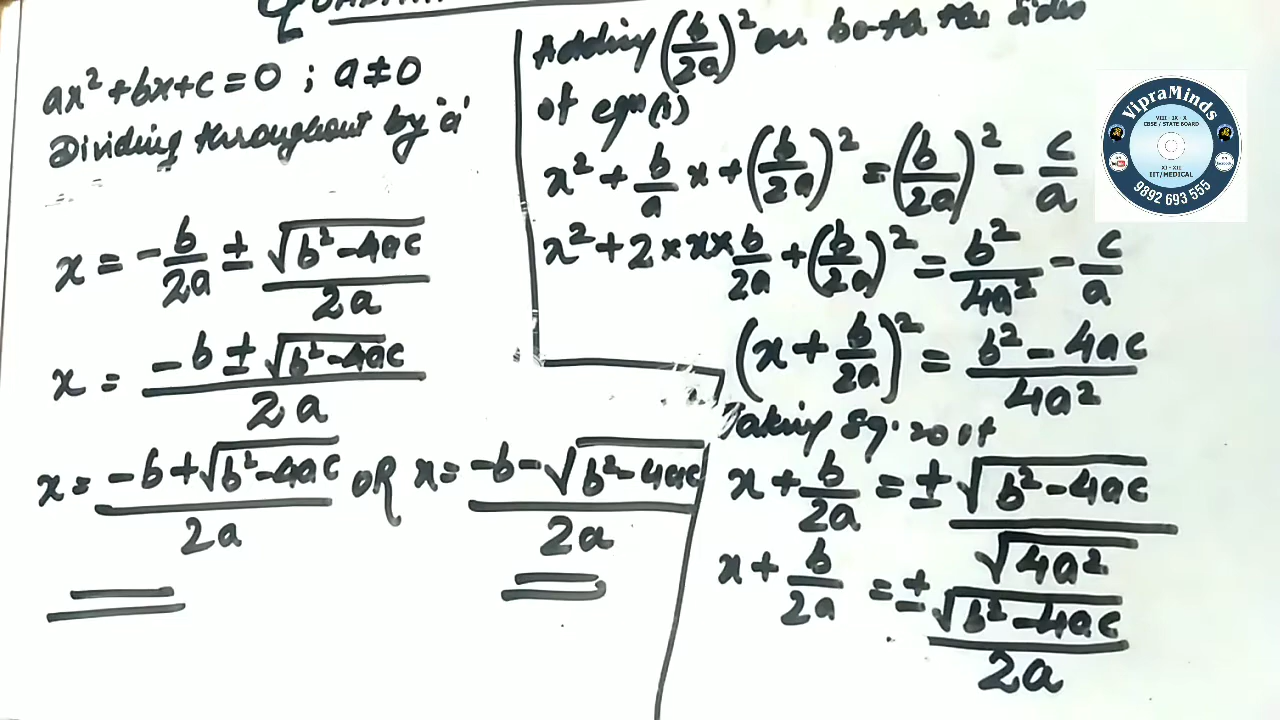 ax² + bx + c = 0 ; a ≠ 0
Dividing throughout by 'a'
x = -b/2a ± √(b² - 4ac)/2a
x = (-b ± √(b² - 4ac))/2a
x = (-b + √(b² - 4ac))/2a OR x = (-b - √(b² - 4ac))/2a
Adding (b/2a)² on both the sides
of eqn (1)
x² + b/a x + (b/2a)² = (b/2a)² - c/a
x² + 2 × x × b/2a + (b/2a)² = b²/4a² - c/a
(x + b/2a)² = (b² - 4ac)/4a²
Taking sq. root
x + b/2a = ± √(b² - 4ac)/√(4a²)
x + b/2a = ± √(b² - 4ac)/2a
VipraMinds
VIII - IX - X
CBSE / STATE BOARD
XI - XII
IIT/MEDICAL
9892 693 555